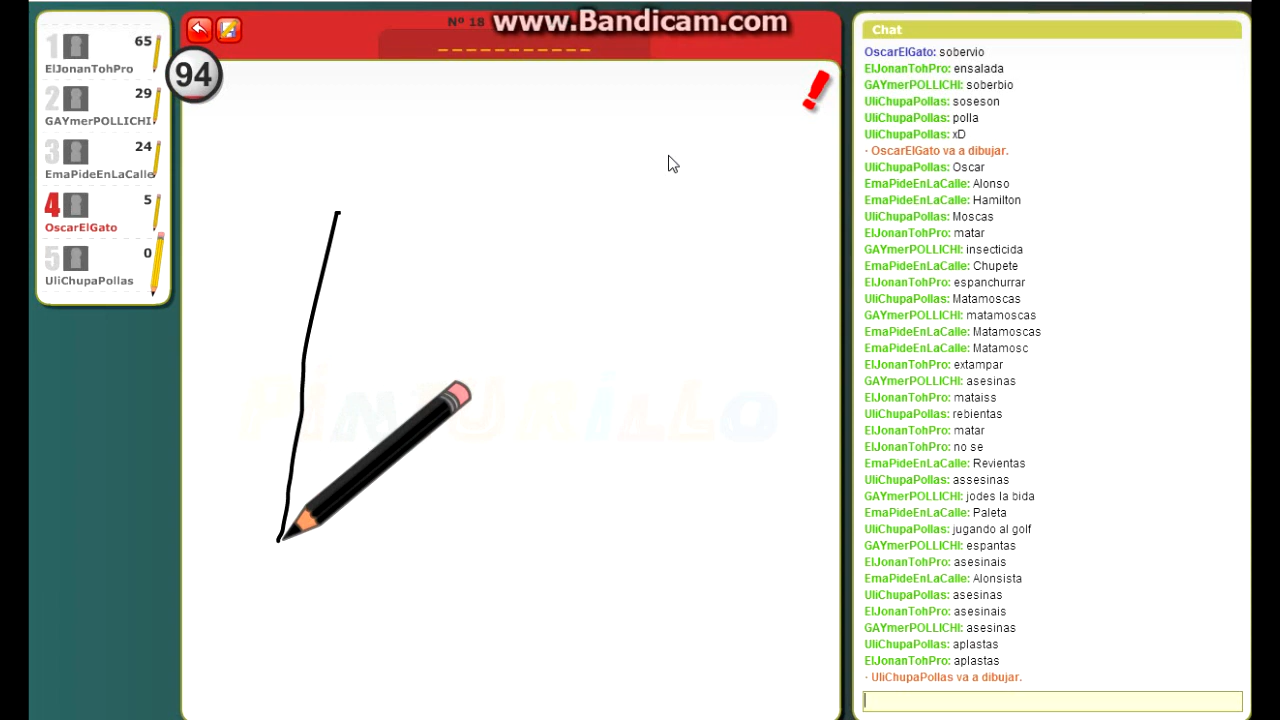 www.Bandicam.com
Nº 18
94
1 65
ElJonanTohPro
2 29
GAYmerPOLLICHI
3 24
EmaPideEnLaCalle
4 5
OscarElGato
5 0
UliChupaPollas
Chat
OscarElGato: sobervio
ElJonanTohPro: ensalada
GAYmerPOLLICHI: soberbio
UliChupaPollas: soseson
UliChupaPollas: polla
UliChupaPollas: xD
· OscarElGato va a dibujar.
UliChupaPollas: Oscar
EmaPideEnLaCalle: Alonso
EmaPideEnLaCalle: Hamilton
UliChupaPollas: Moscas
ElJonanTohPro: matar
GAYmerPOLLICHI: insecticida
EmaPideEnLaCalle: Chupete
ElJonanTohPro: espanchurrar
UliChupaPollas: Matamoscas
GAYmerPOLLICHI: matamoscas
EmaPideEnLaCalle: Matamoscas
EmaPideEnLaCalle: Matamosc
ElJonanTohPro: extampar
GAYmerPOLLICHI: asesinas
ElJonanTohPro: mataiss
UliChupaPollas: rebientas
ElJonanTohPro: matar
ElJonanTohPro: no se
EmaPideEnLaCalle: Revientas
UliChupaPollas: assesinas
GAYmerPOLLICHI: jodes la bida
EmaPideEnLaCalle: Paleta
UliChupaPollas: jugando al golf
GAYmerPOLLICHI: espantas
ElJonanTohPro: asesinais
EmaPideEnLaCalle: Alonsista
UliChupaPollas: asesinas
ElJonanTohPro: asesinais
GAYmerPOLLICHI: asesinas
UliChupaPollas: aplastas
ElJonanTohPro: aplastas
· UliChupaPollas va a dibujar.